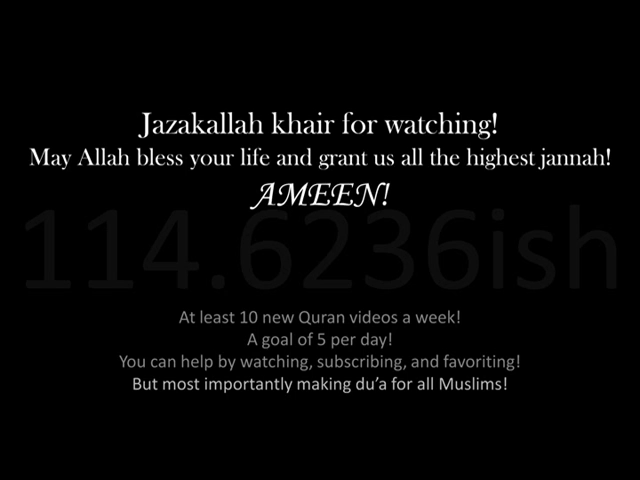 Jazakallah khair for watching!
May Allah bless your life and grant us all the highest jannah!
AMEEN!
114.6236ish
At least 10 new Quran videos a week!
A goal of 5 per day!
You can help by watching, subscribing, and favoriting!
But most importantly making du’a for all Muslims!